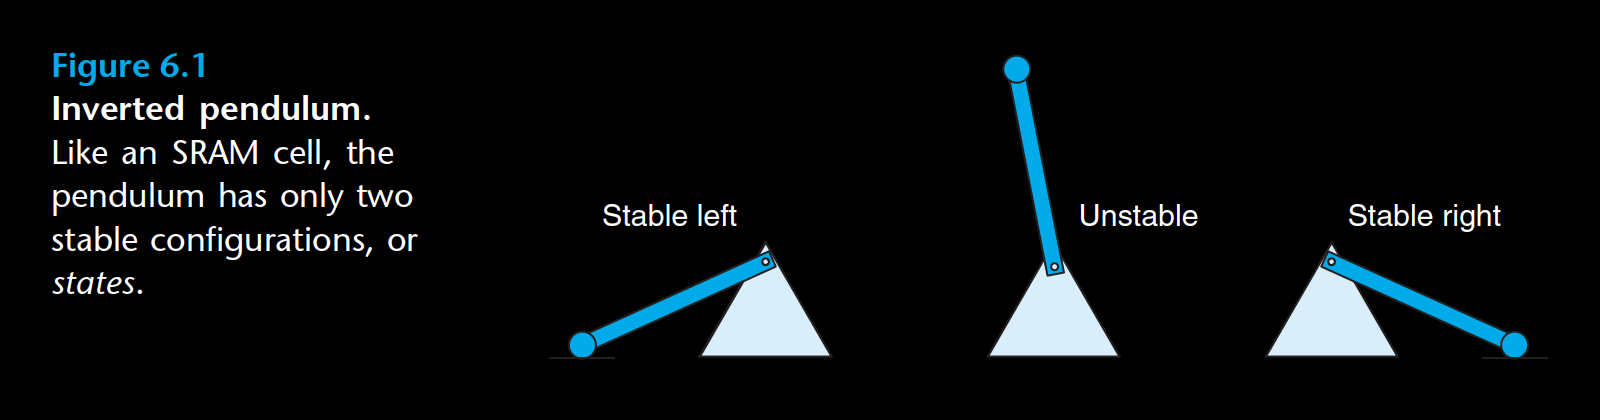 Figure 6.1
Inverted pendulum.
Like an SRAM cell, the
pendulum has only two
stable configurations, or
states.
Stable left
Unstable
Stable right